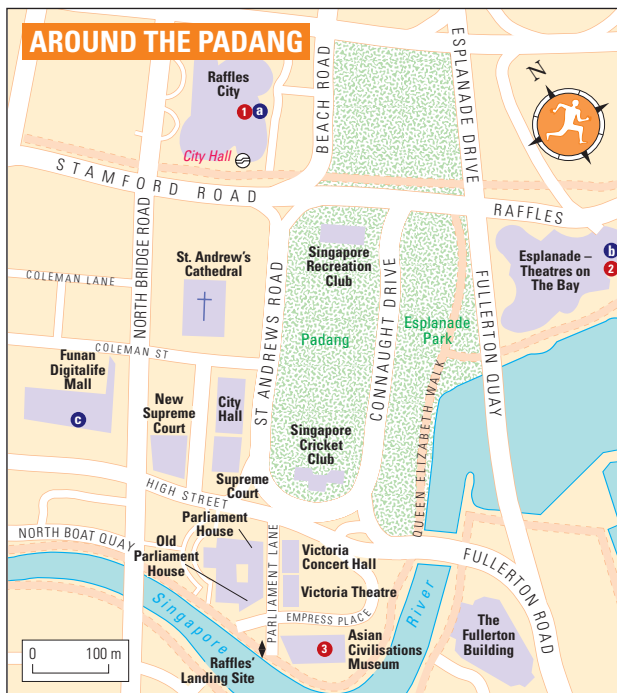 AROUND THE PADANG
N
Raffles
City
1 a
City Hall
BEACH ROAD
ESPLANADE DRIVE
STAMFORD ROAD
RAFFLES
NORTH BRIDGE ROAD
St. Andrew's
Cathedral
ST ANDREWS ROAD
Singapore
Recreation
Club
Padang
CONNAUGHT DRIVE
Esplanade
Park
Esplanade –
Theatres on
The Bay
b
2
FULLERTON QUAY
COLEMAN LANE
COLEMAN ST
Funan
Digitalife
Mall
c
New
Supreme
Court
City
Hall
Supreme
Court
Singapore
Cricket
Club
QUEEN ELIZABETH WALK
HIGH STREET
NORTH BOAT QUAY
Parliament
House
Old
Parliament
House
PARLIAMENT LANE
Victoria
Concert Hall
Victoria Theatre
EMPRESS PLACE
FULLERTON ROAD
Singapore
River
3
Asian
Civilisations
Museum
Raffles'
Landing Site
The
Fullerton
Building
0 100 m